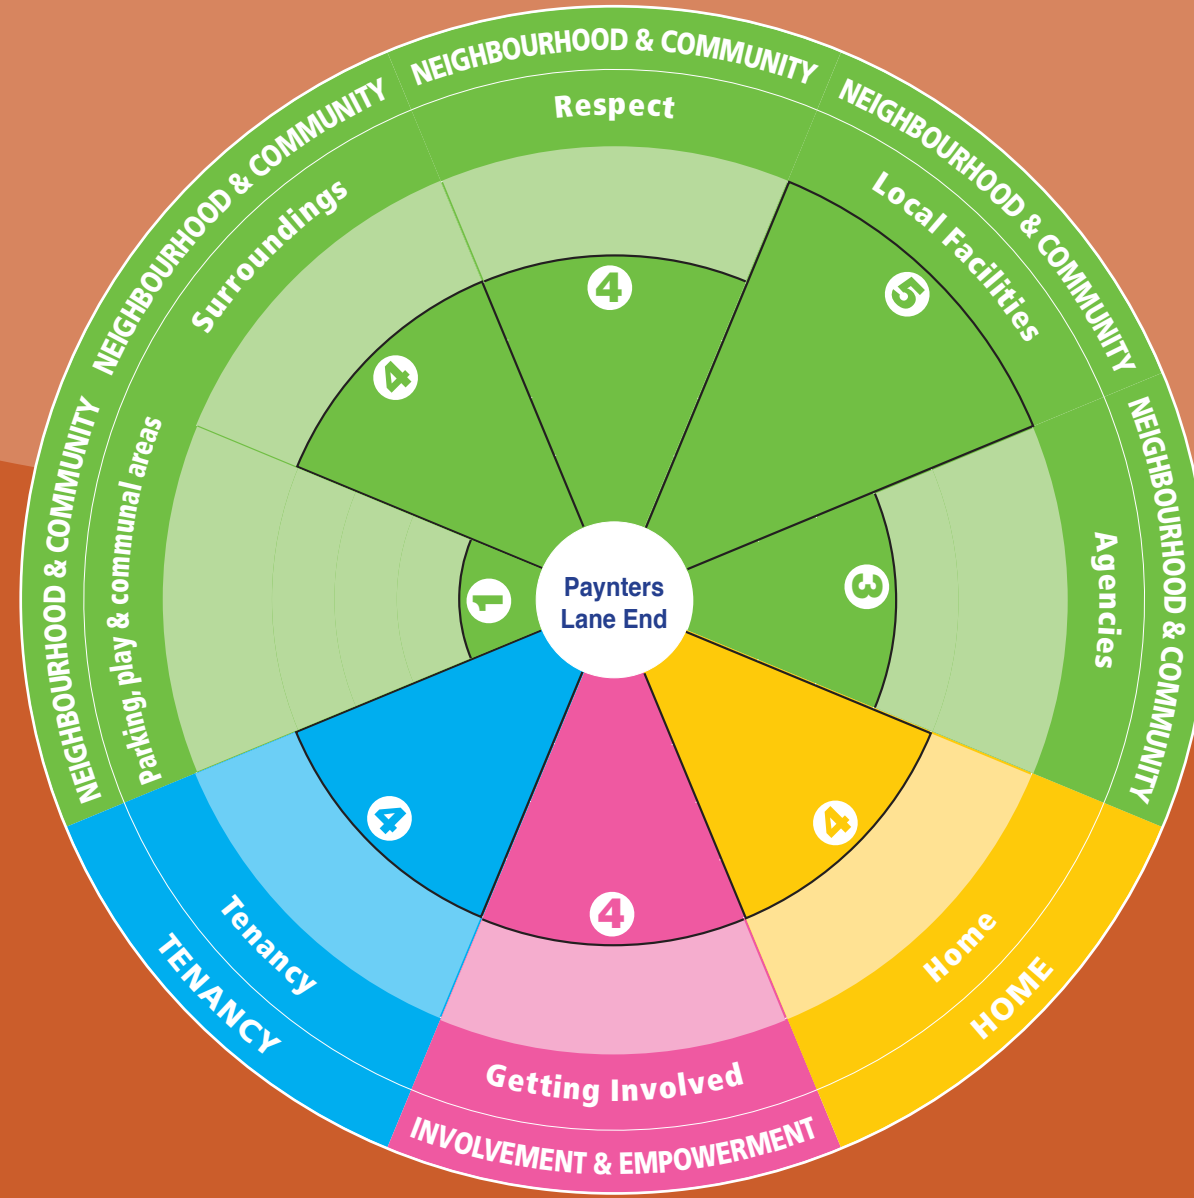 NEIGHBOURHOOD & COMMUNITY
Respect
4
NEIGHBOURHOOD & COMMUNITY
Local Facilities
5
NEIGHBOURHOOD & COMMUNITY
Agencies
3
HOME
Home
4
INVOLVEMENT & EMPOWERMENT
Getting Involved
4
TENANCY
Tenancy
4
NEIGHBOURHOOD & COMMUNITY
Parking, play & communal areas
1
NEIGHBOURHOOD & COMMUNITY
Surroundings
4
Paynters
Lane End